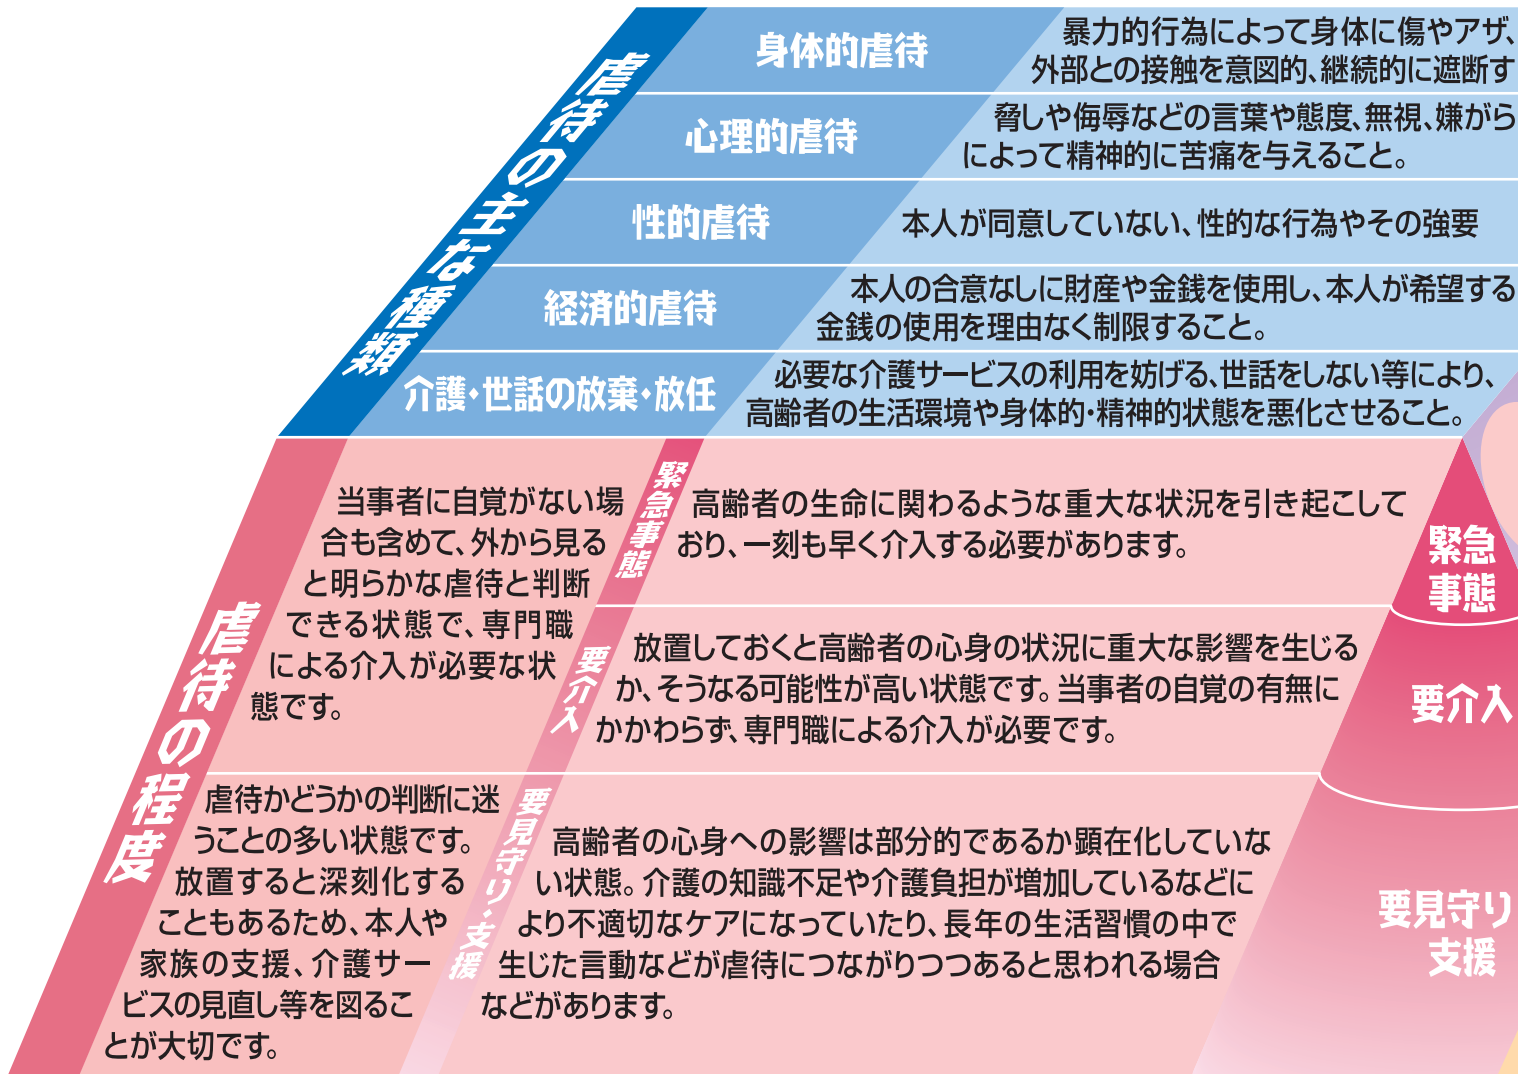 虐待の主な種類
身体的虐待
暴力的行為によって身体に傷やアザ、
外部との接触を意図的、継続的に遮断す
心理的虐待
脅しや侮辱などの言葉や態度、無視、嫌がら
によって精神的に苦痛を与えること。
性的虐待
本人が同意していない、性的な行為やその強要
経済的虐待
本人の合意なしに財産や金銭を使用し、本人が希望する
金銭の使用を理由なく制限すること。
介護・世話の放棄・放任
必要な介護サービスの利用を妨げる、世話をしない等により、
高齢者の生活環境や身体的・精神的状態を悪化させること。
虐待の程度
当事者に自覚がない場
合も含めて、外から見る
と明らかな虐待と判断
できる状態で、専門職
による介入が必要な状
態です。
緊急事態
高齢者の生命に関わるような重大な状況を引き起こして
おり、一刻も早く介入する必要があります。
緊急
事態
要介入
放置しておくと高齢者の心身の状況に重大な影響を生じる
か、そうなる可能性が高い状態です。当事者の自覚の有無に
かかわらず、専門職による介入が必要です。
要介入
虐待かどうかの判断に迷
うことの多い状態です。
放置すると深刻化する
こともあるため、本人や
家族の支援、介護サー
ビスの見直し等を図るこ
とが大切です。
要見守り・支援
高齢者の心身への影響は部分的であるか顕在化していな
い状態。介護の知識不足や介護負担が増加しているなどに
より不適切なケアになっていたり、長年の生活習慣の中で
生じた言動などが虐待につながりつつあると思われる場合
などがあります。
要見守り
支援